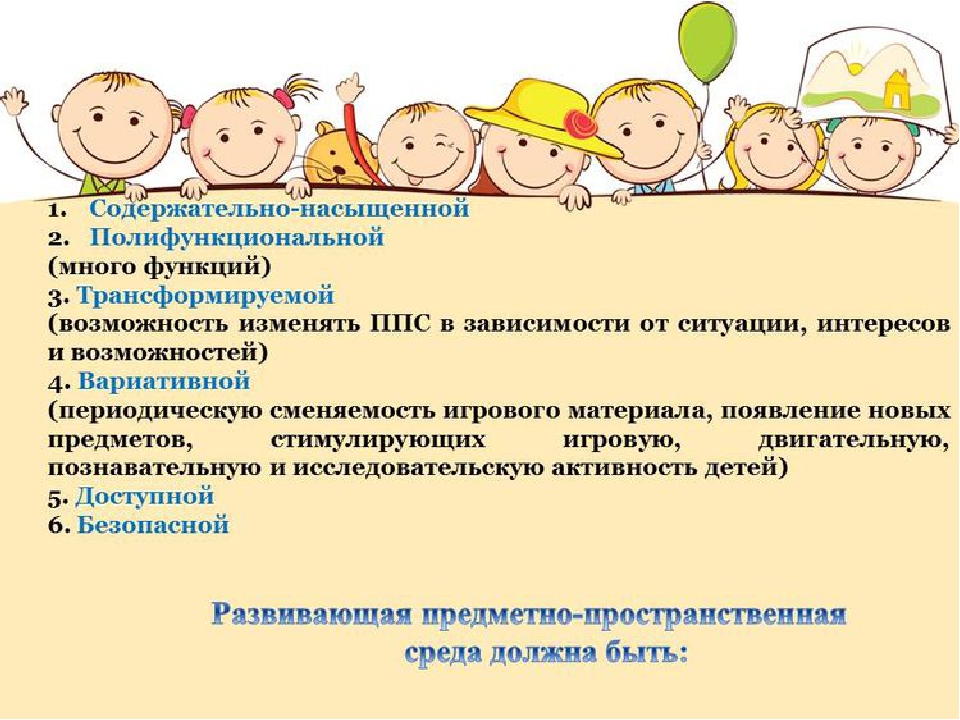 1. Содержательно-насыщенной
2. Полифункциональной
(много функций)
3. Трансформируемой
(возможность изменять ППС в зависимости от ситуации, интересов
и возможностей)
4. Вариативной
(периодическую сменяемость игрового материала, появление новых
предметов, стимулирующих игровую, двигательную,
познавательную и исследовательскую активность детей)
5. Доступной
6. Безопасной
Развивающая предметно-пространственная
среда должна быть: